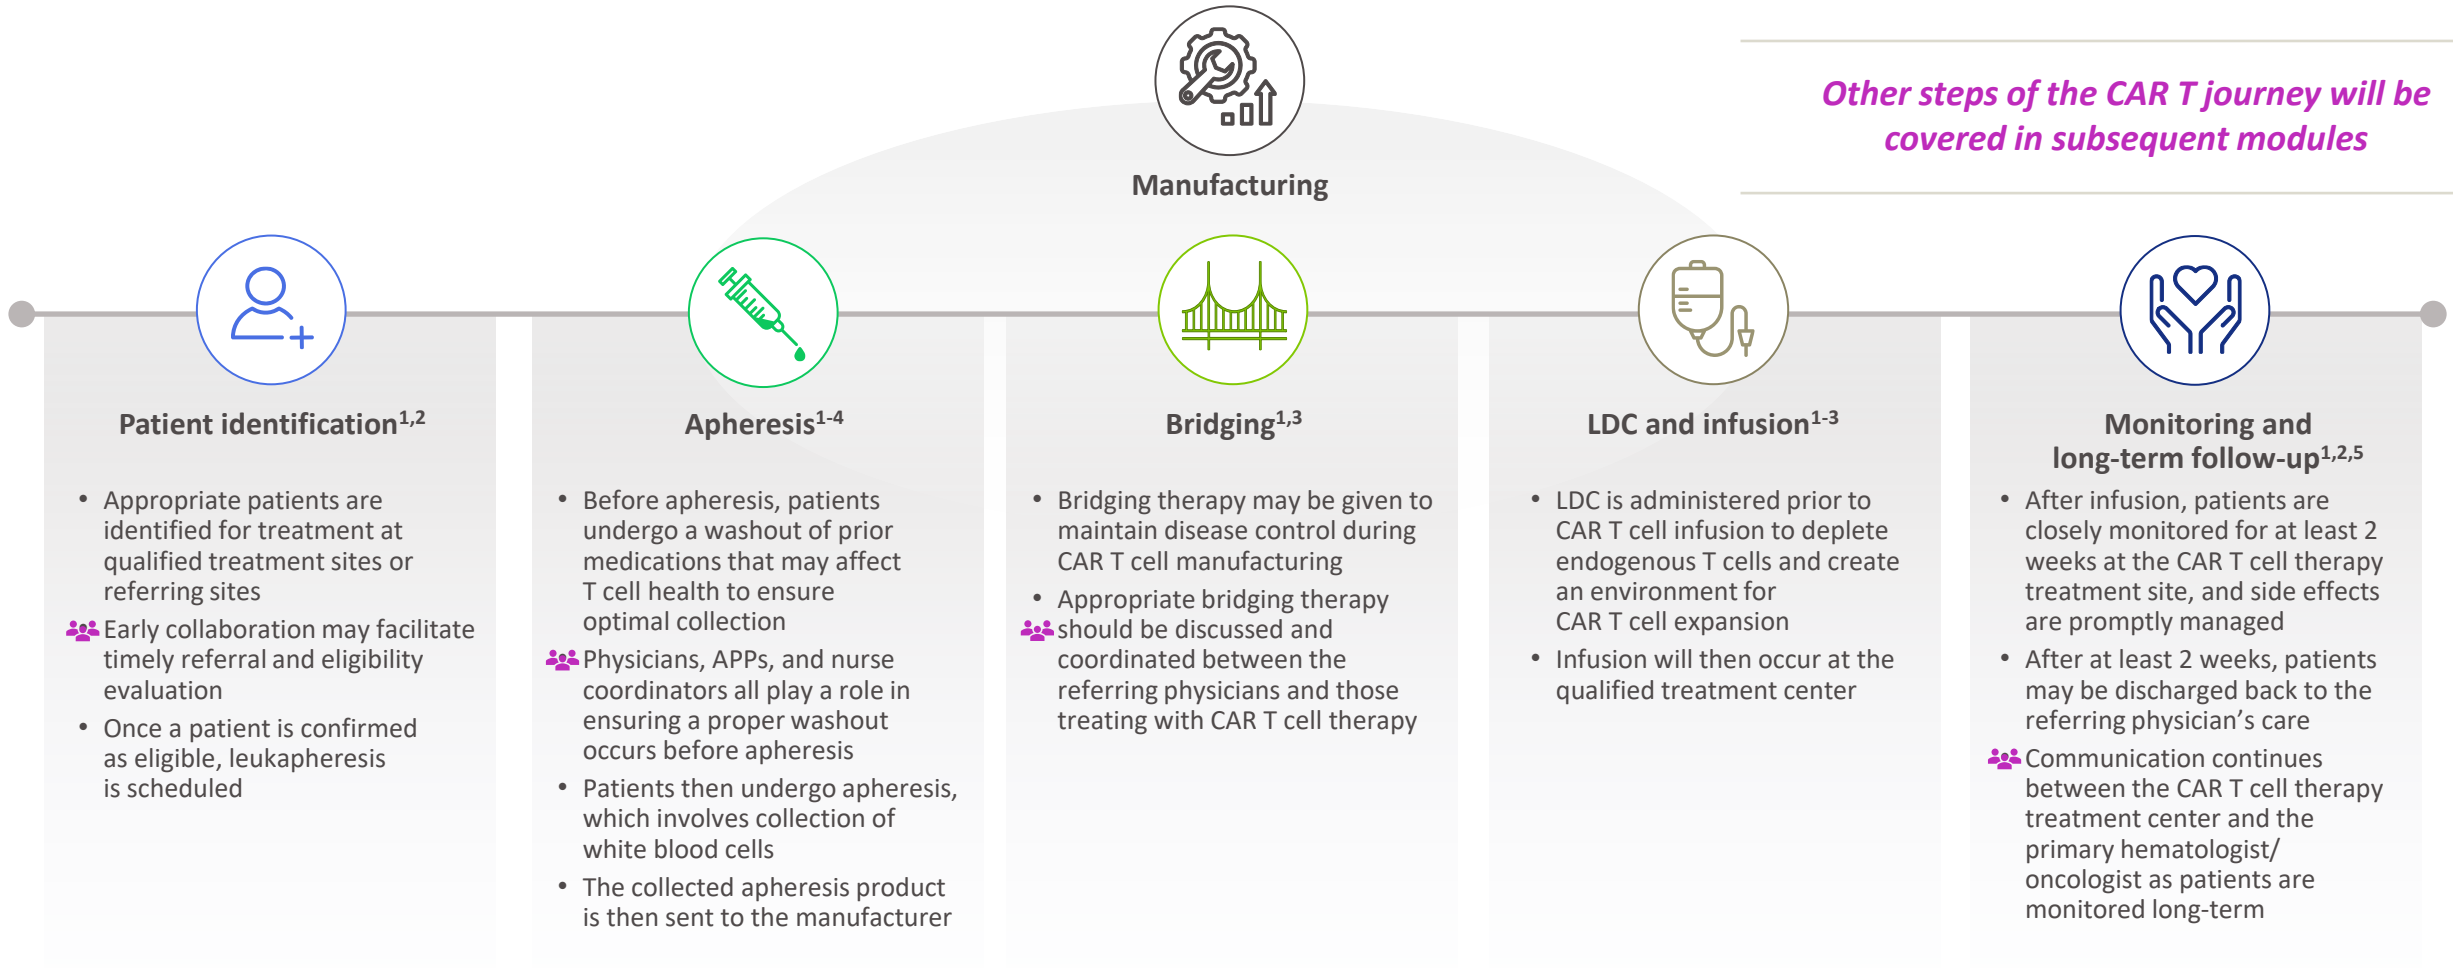 Manufacturing
Other steps of the CAR T journey will be
covered in subsequent modules
Patient identification1,2
• Appropriate patients are
identified for treatment at
qualified treatment sites or
referring sites
Early collaboration may facilitate
timely referral and eligibility
evaluation
• Once a patient is confirmed
as eligible, leukapheresis
is scheduled
Apheresis1-4
• Before apheresis, patients
undergo a washout of prior
medications that may affect
T cell health to ensure
optimal collection
Physicians, APPs, and nurse
coordinators all play a role in
ensuring a proper washout
occurs before apheresis
• Patients then undergo apheresis,
which involves collection of
white blood cells
• The collected apheresis product
is then sent to the manufacturer
Bridging1,3
• Bridging therapy may be given to
maintain disease control during
CAR T cell manufacturing
• Appropriate bridging therapy
should be discussed and
coordinated between the
referring physicians and those
treating with CAR T cell therapy
LDC and infusion1-3
• LDC is administered prior to
CAR T cell infusion to deplete
endogenous T cells and create
an environment for
CAR T cell expansion
• Infusion will then occur at the
qualified treatment center
Monitoring and
long-term follow-up1,2,5
• After infusion, patients are
closely monitored for at least 2
weeks at the CAR T cell therapy
treatment site, and side effects
are promptly managed
• After at least 2 weeks, patients
may be discharged back to the
referring physician’s care
Communication continues
between the CAR T cell therapy
treatment center and the
primary hematologist/
oncologist as patients are
monitored long-term